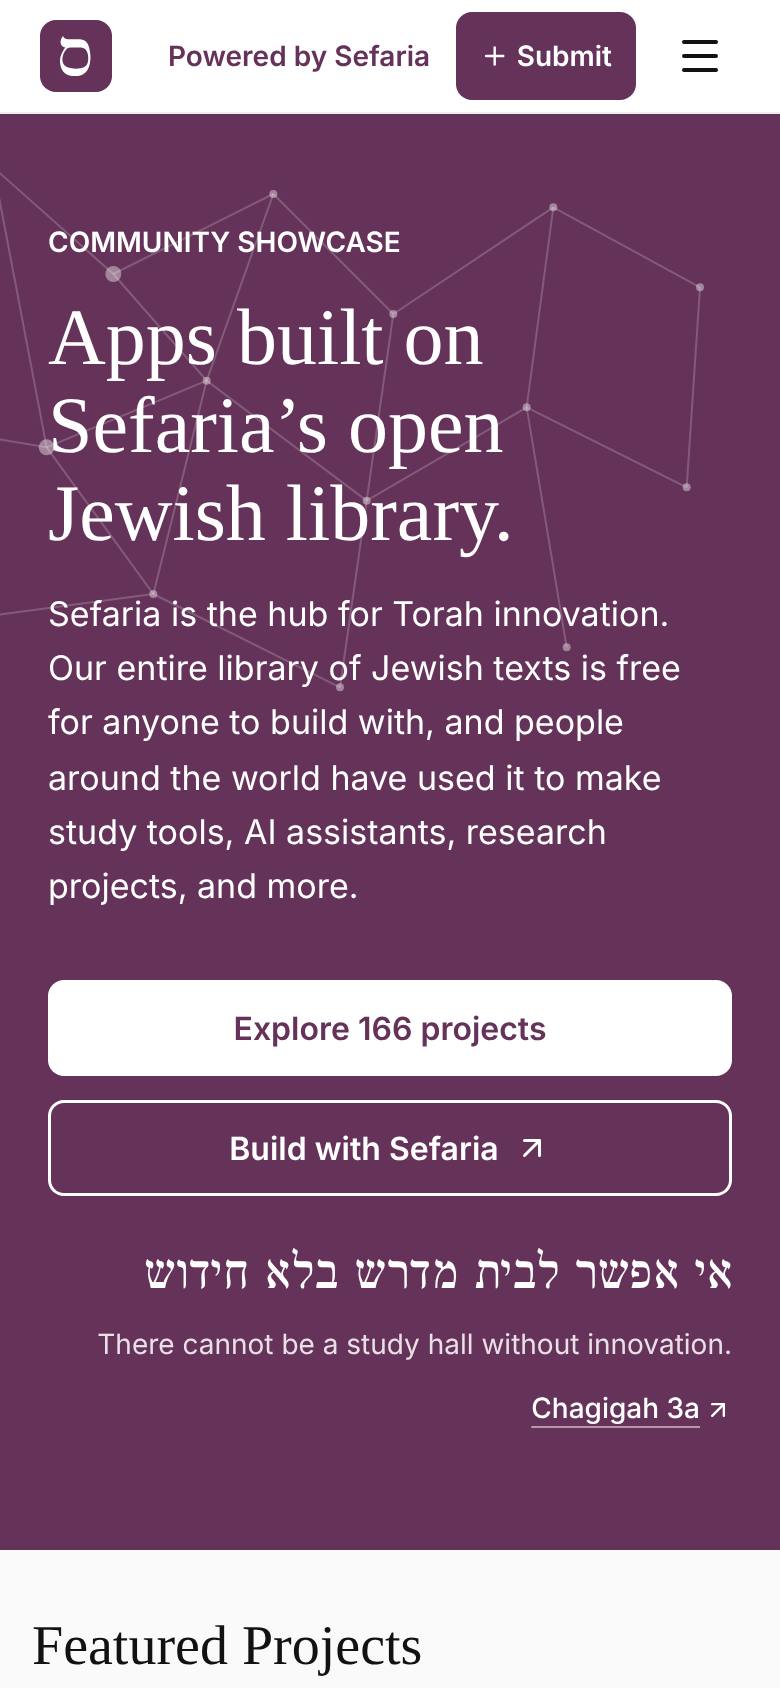 ס
Powered by Sefaria
+ Submit
COMMUNITY SHOWCASE
Apps built on
Sefaria’s open
Jewish library.
Sefaria is the hub for Torah innovation.
Our entire library of Jewish texts is free
for anyone to build with, and people
around the world have used it to make
study tools, AI assistants, research
projects, and more.
Explore 166 projects
Build with Sefaria
אי אפשר לבית מדרש בלא חידוש
There cannot be a study hall without innovation.
Chagigah 3a
Featured Projects